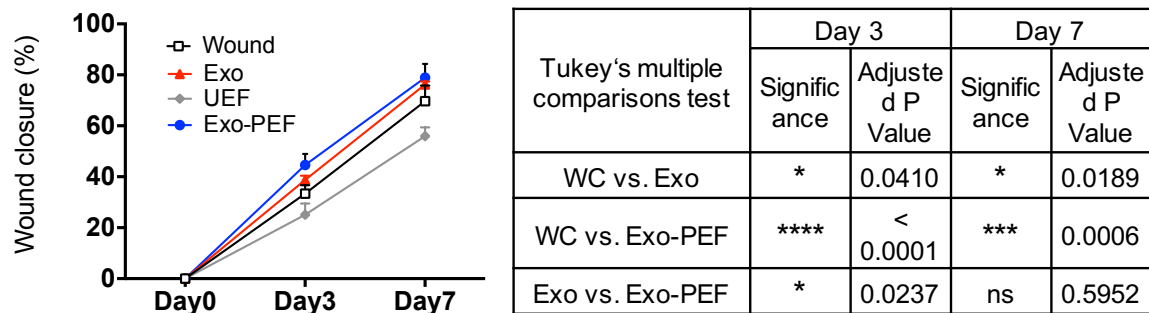 Wound closure (%)
100
80
60
40
20
0
Wound
Exo
UEF
Exo-PEF
Day0 Day3 Day7
Tukey‘s multiple
comparisons test
Day 3
Day 7
Signific
ance
Adjuste
d P
Value
Signific
ance
Adjuste
d P
Value
WC vs. Exo * 0.0410 * 0.0189
WC vs. Exo-PEF **** <
0.0001 *** 0.0006
Exo vs. Exo-PEF * 0.0237 ns 0.5952